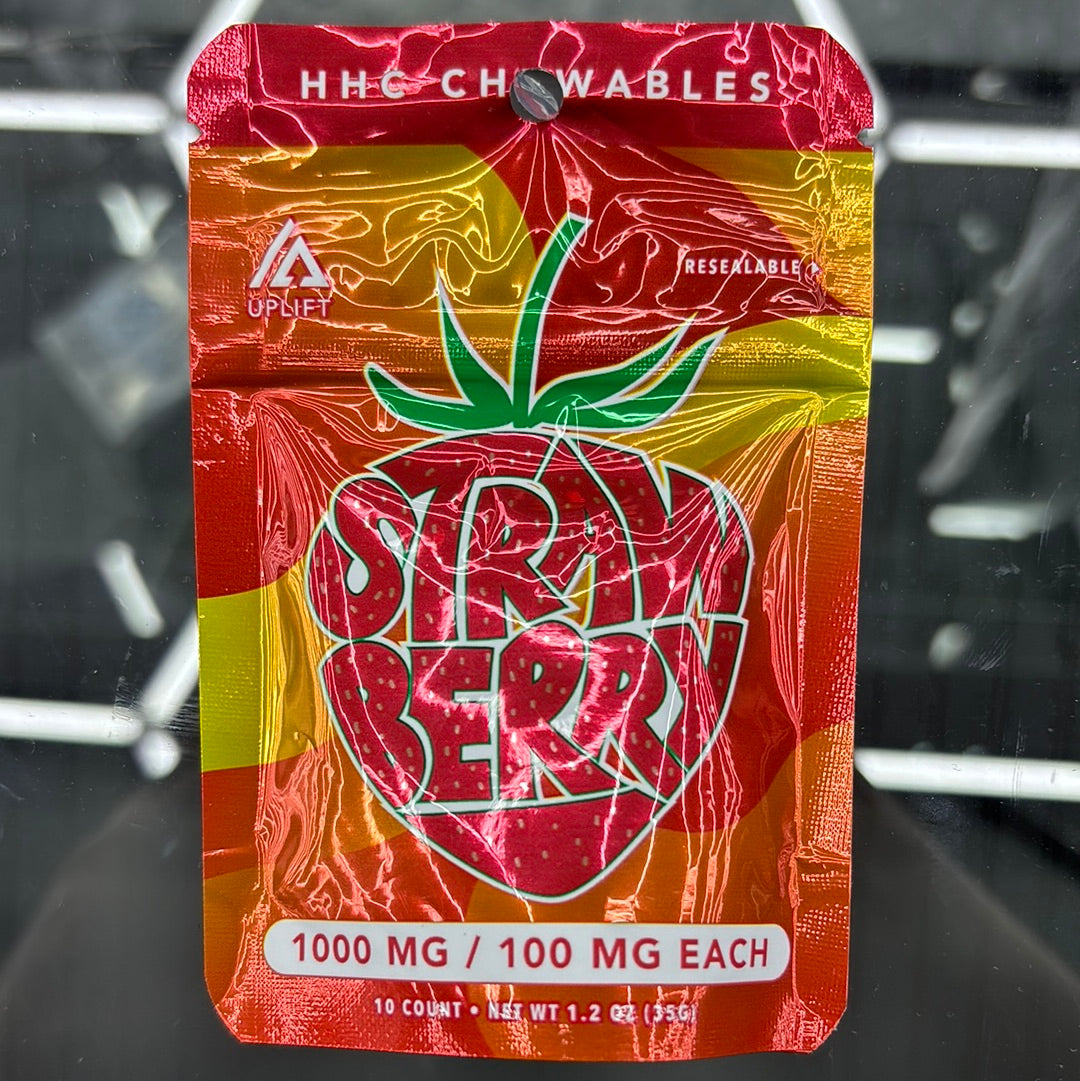 HHC CHEWABLES
UPLIFT
RESEALABLE
STRAW
BERRY
1000 MG / 100 MG EACH
10 COUNT • NET WT 1.2 OZ (35G)